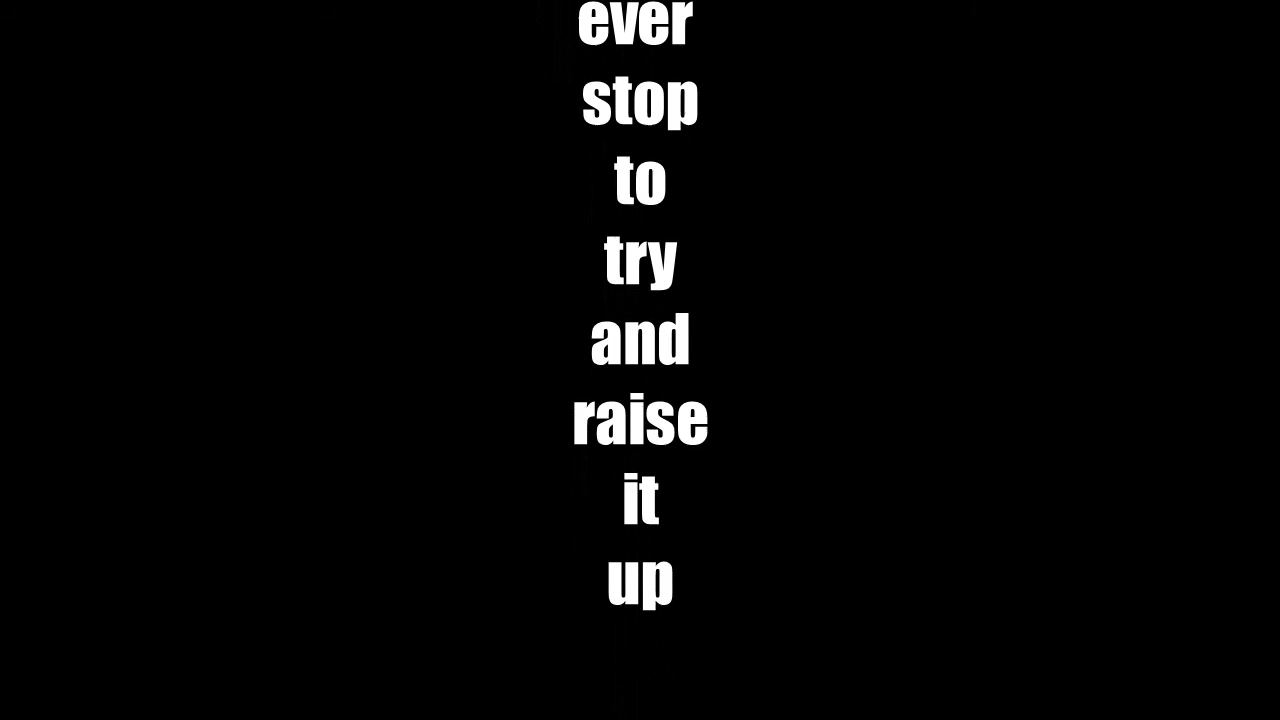 ever
stop
to
try
and
raise
it
up